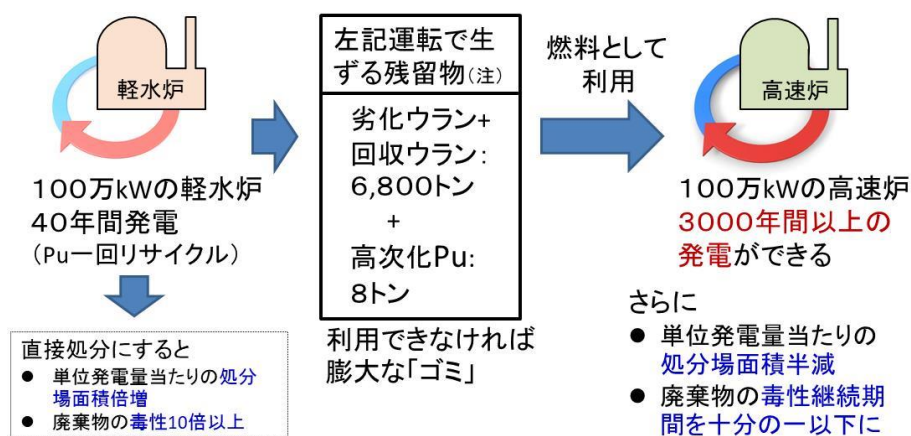 軽水炉
100万kWの軽水炉
40年間発電
(Pu一回リサイクル)
直接処分にすると
● 単位発電量当たりの処分
場面積倍増
● 廃棄物の毒性10倍以上
左記運転で生
ずる残留物(注)
劣化ウラン+
回収ウラン:
6,800トン
+
高次化Pu:
8トン
利用できなければ
膨大な「ゴミ」
燃料として
利用
高速炉
100万kWの高速炉
3000年間以上の
発電ができる
さらに
● 単位発電量当たりの
処分場面積半減
● 廃棄物の毒性継続期
間を十分の一以下に